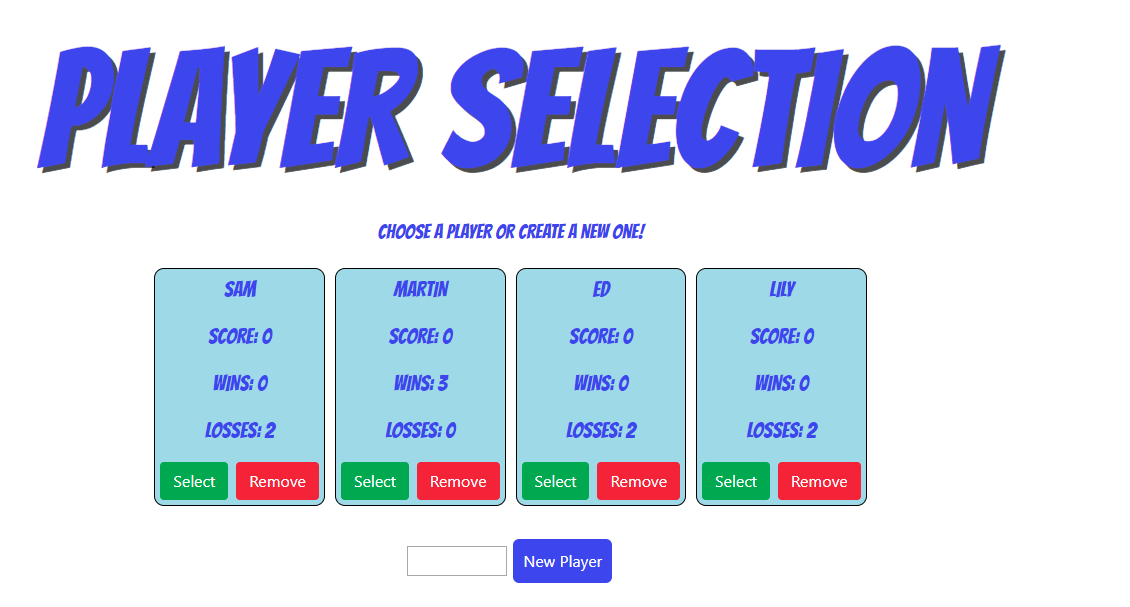 PLAYER SELECTION
CHOOSE A PLAYER OR CREATE A NEW ONE!
SAM
SCORE: 0
WINS: 0
LOSSES: 2
Select Remove
MARTIN
SCORE: 0
WINS: 3
LOSSES: 0
Select Remove
ED
SCORE: 0
WINS: 0
LOSSES: 2
Select Remove
LILY
SCORE: 0
WINS: 0
LOSSES: 2
Select Remove
New Player